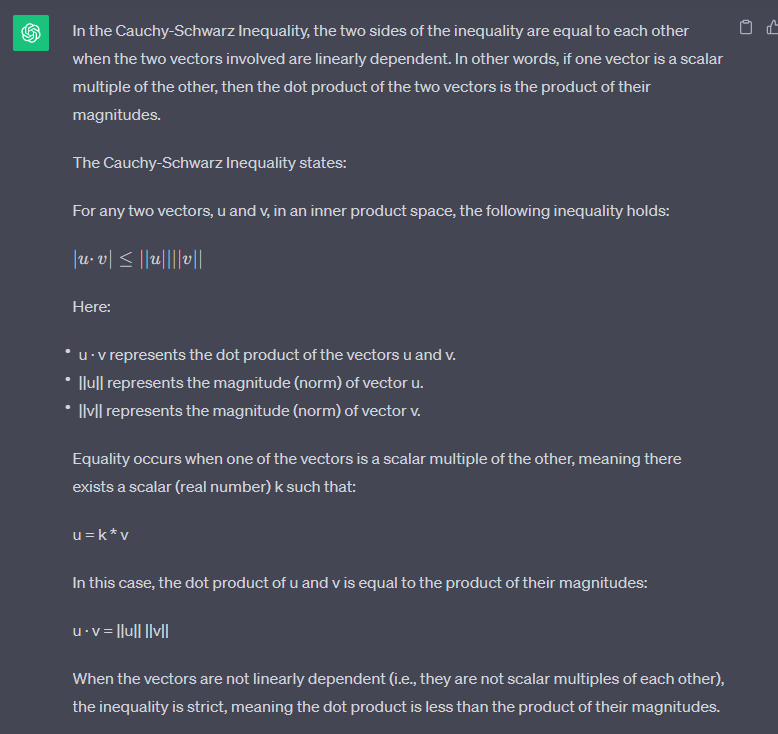 In the Cauchy-Schwarz Inequality, the two sides of the inequality are equal to each other
when the two vectors involved are linearly dependent. In other words, if one vector is a scalar
multiple of the other, then the dot product of the two vectors is the product of their
magnitudes.
The Cauchy-Schwarz Inequality states:
For any two vectors, u and v, in an inner product space, the following inequality holds:
|u· v| ≤ ||u||||v||
Here:
• u · v represents the dot product of the vectors u and v.
• ||u|| represents the magnitude (norm) of vector u.
• ||v|| represents the magnitude (norm) of vector v.
Equality occurs when one of the vectors is a scalar multiple of the other, meaning there
exists a scalar (real number) k such that:
u = k * v
In this case, the dot product of u and v is equal to the product of their magnitudes:
u · v = ||u|| ||v||
When the vectors are not linearly dependent (i.e., they are not scalar multiples of each other),
the inequality is strict, meaning the dot product is less than the product of their magnitudes.